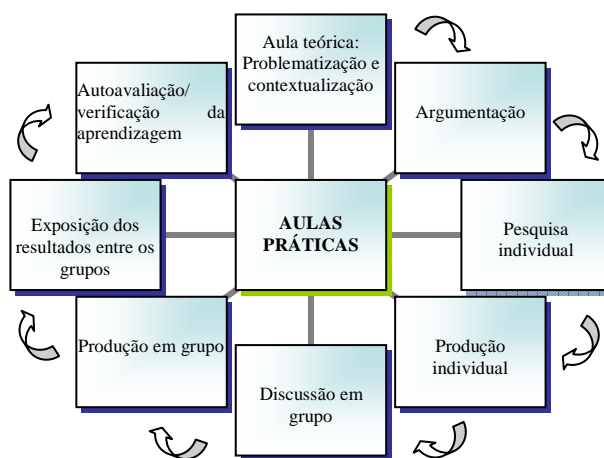 Aula teórica:
Problematização e
contextualização
Argumentação
Pesquisa
individual
Produção
individual
Discussão em
grupo
Produção em grupo
Exposição dos
resultados entre os
grupos
Autoavaliação/
verificação da
aprendizagem
AULAS
PRÁTICAS